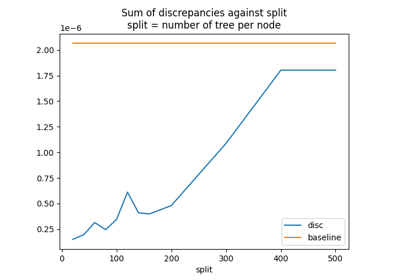 Sum of discrepancies against split
split = number of tree per node
1e-6
2.00
1.75
1.50
1.25
1.00
0.75
0.50
0.25
0
100
200
300
400
500
split
disc
baseline